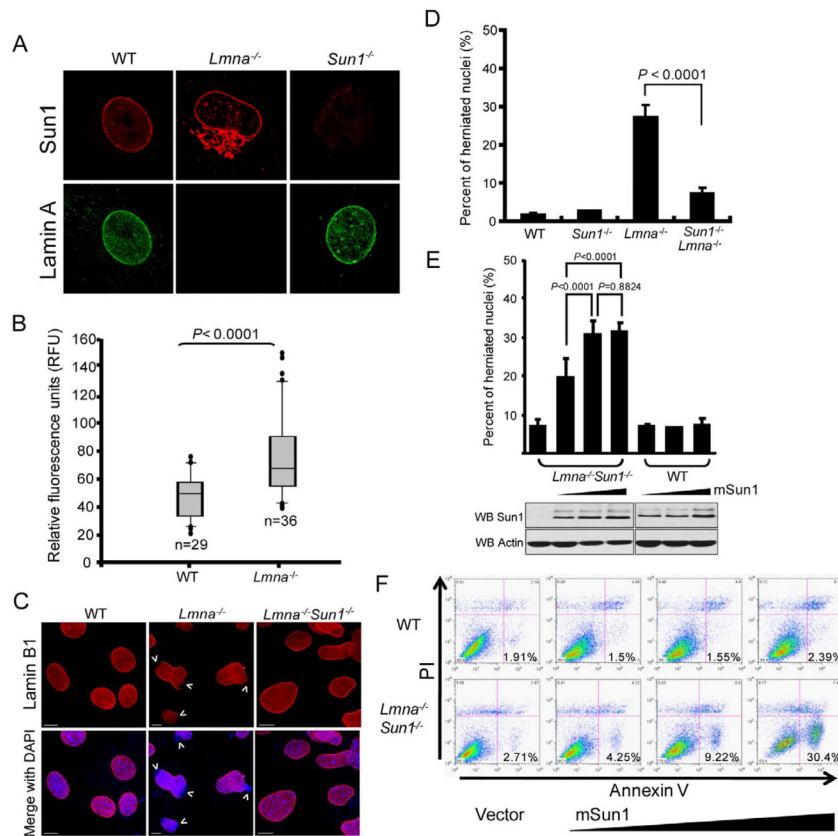 A
WT
Lmna-/-
Sun1-/-
Sun1
Lamin A
B
P< 0.0001
Relative fluorescence units (RFU)
160
140
120
100
80
60
40
20
0
n=29
n=36
WT
Lmna-/-
C
WT
Lmna-/-
Lmna-/-Sun1-/-
Lamin B1
Merge with DAPI
D
P < 0.0001
Percent of herniated nuclei (%)
50
40
30
20
10
0
WT
Sun1-/-
Lmna-/-
Sun1-/-
Lmna-/-
E
P<0.0001
P<0.0001
P=0.8824
Percent of herniated nuclei (%)
50
40
30
20
10
Lmna-/-Sun1-/-
WT
mSun1
WB Sun1
WB Actin
F
WT
1.91%
1.5%
1.55%
2.39%
PI
Lmna-/-
Sun1-/-
2.71%
4.25%
9.22%
30.4%
Annexin V
Vector
mSun1